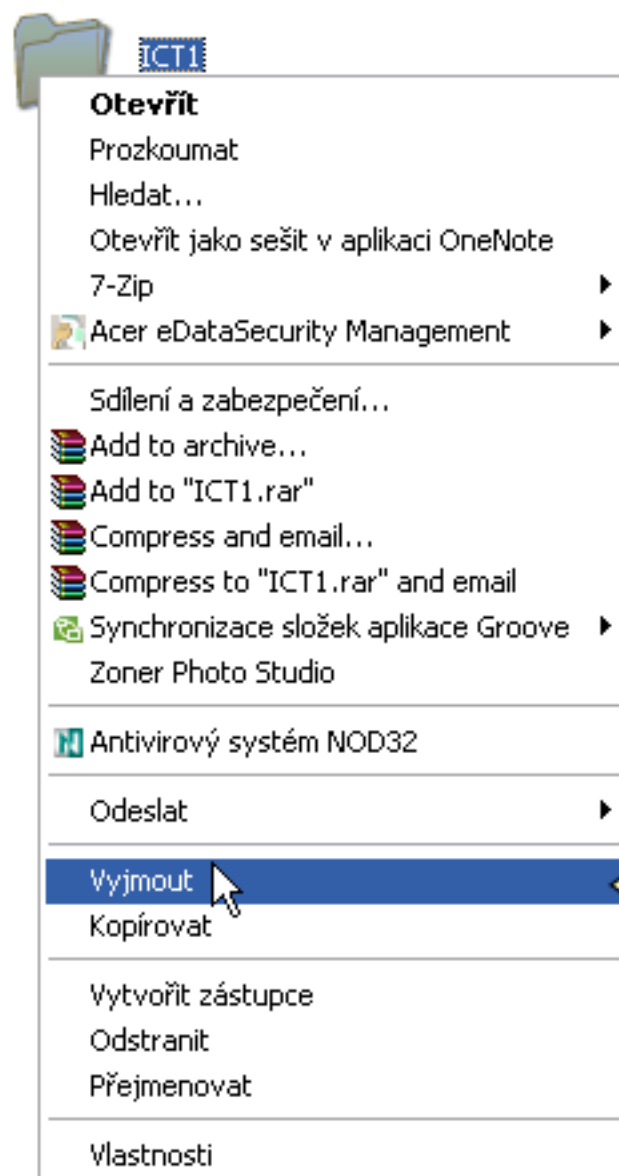 ICT1
Otevřít
Prozkoumat
Hledat...
Otevřít jako sešit v aplikaci OneNote
7-Zip
Acer eDataSecurity Management
Sdílení a zabezpečení...
Add to archive...
Add to "ICT1.rar"
Compress and email...
Compress to "ICT1.rar" and email
Synchronizace složek aplikace Groove
Zoner Photo Studio
Antivirový systém NOD32
Odeslat
Vyjmout
Kopírovat
Vytvořit zástupce
Odstranit
Přejmenovat
Vlastnosti